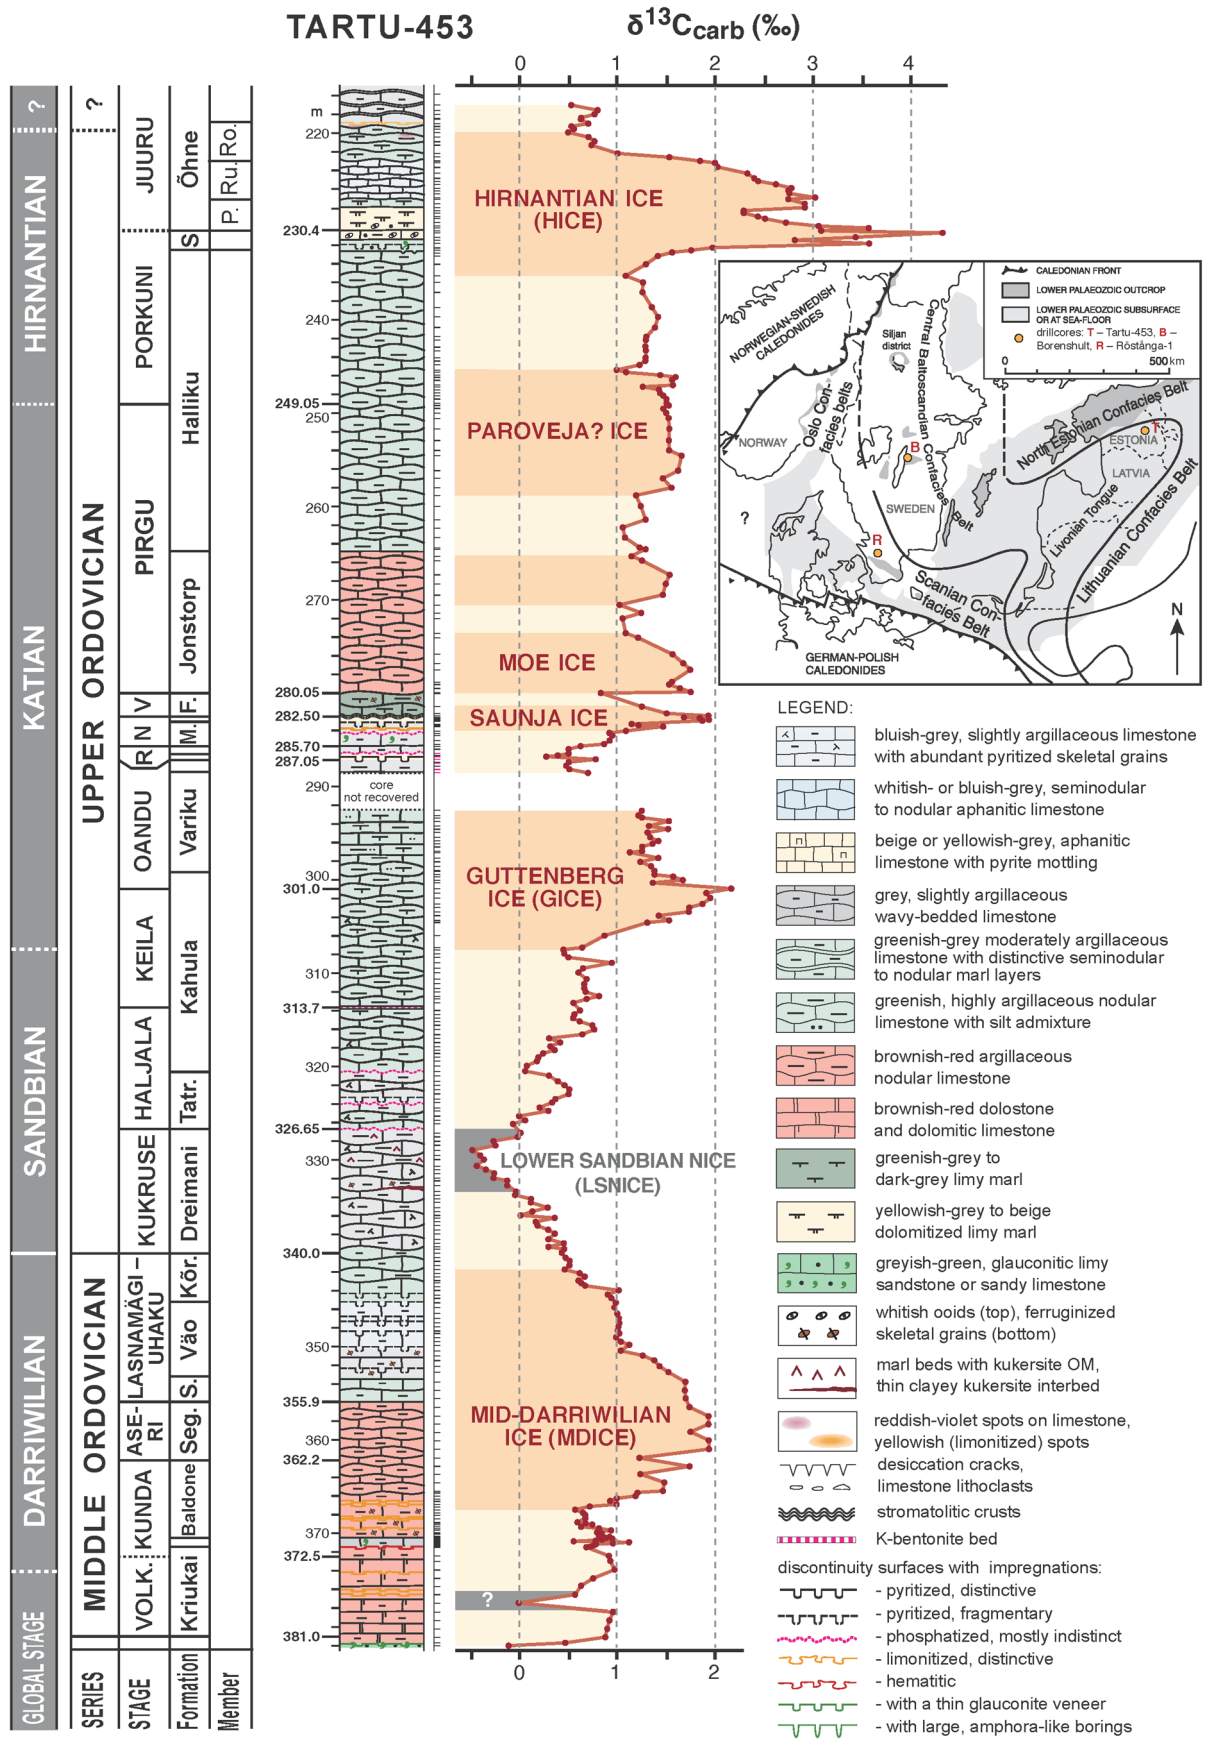 TARTU-453
δ13Ccarb (‰)
0 1 2 3 4
m
220
230.4
240
249.05
250
260
270
280.05
282.50
285.70
287.05
290
300
301.0
310
313.7
320
326.65
330
340.0
350
355.9
360
362.2
370
372.5
381.0
core
not recovered
0 1 2
?
HIRNANTIAN
KATIAN
SANDBIAN
DARRIWILIAN
GLOBAL STAGE
?
UPPER ORDOVICIAN
MIDDLE ORDOVICIAN
SERIES
JUURU
PORKUNI
PIRGU
V
N
R
OANDU
KEILA
HALJALA
KUKRUSE
LASNAMÄGI –
UHAKU
ASE-
RI
KUNDA
VOLK.
STAGE
Õhne
S
Halliku
Jonstorp
F.
M.
Variku
Kahula
Tatr.
Dreimani
Kõr.
Väo
S.
Seg.
Baldone
Kriukai
Formation
Ro.
Ru.
P.
Member
HIRNANTIAN ICE
(HICE)
PAROVEJA? ICE
MOE ICE
SAUNJA ICE
GUTTENBERG
ICE (GICE)
LOWER SANDBIAN NICE
(LSNICE)
MID-DARRIWILIAN
ICE (MDICE)
?
CALEDONIAN FRONT
LOWER PALAEOZOIC OUTCROP
LOWER PALAEOZOIC SUBSURFACE
OR AT SEA-FLOOR
drillcores: T – Tartu-453, B –
Borenshult, R – Röstånga-1
0 500 km
NORWEGIAN-SWEDISH
CALEDONIDES
Siljan
district
Central Baltoscandian Confacies Belt
Oslo Con-
facies belts
NORWAY
North Estonian Confacies Belt
T
ESTONIA
B
LATVIA
SWEDEN
Livonian Tongue
Lithuanian Confacies Belt
?
R
Scanian Con-
facies Belt
N
GERMAN-POLISH
CALEDONIDES
LEGEND:
bluish-grey, slightly argillaceous limestone
with abundant pyritized skeletal grains
whitish- or bluish-grey, seminodular
to nodular aphanitic limestone
beige or yellowish-grey, aphanitic
limestone with pyrite mottling
grey, slightly argillaceous
wavy-bedded limestone
greenish-grey moderately argillaceous
limestone with distinctive seminodular
to nodular marl layers
greenish, highly argillaceous nodular
limestone with silt admixture
brownish-red argillaceous
nodular limestone
brownish-red dolostone
and dolomitic limestone
greenish-grey to
dark-grey limy marl
yellowish-grey to beige
dolomitized limy marl
greyish-green, glauconitic limy
sandstone or sandy limestone
whitish ooids (top), ferruginized
skeletal grains (bottom)
marl beds with kukersite OM,
thin clayey kukersite interbed
reddish-violet spots on limestone,
yellowish (limonitized) spots
desiccation cracks,
limestone lithoclasts
stromatolitic crusts
K-bentonite bed
discontinuity surfaces with impregnations:
- pyritized, distinctive
- pyritized, fragmentary
- phosphatized, mostly indistinct
- limonitized, distinctive
- hematitic
- with a thin glauconite veneer
- with large, amphora-like borings